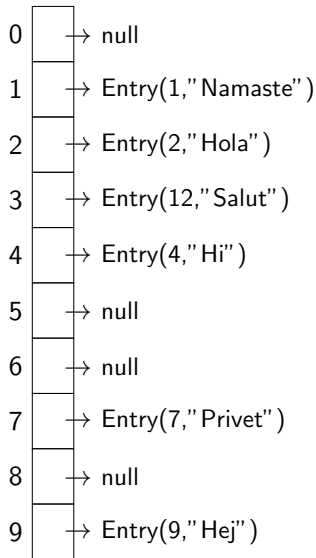 0 → null
1 → Entry(1,"Namaste")
2 → Entry(2,"Hola")
3 → Entry(12,"Salut")
4 → Entry(4,"Hi")
5 → null
6 → null
7 → Entry(7,"Privet")
8 → null
9 → Entry(9,"Hej")